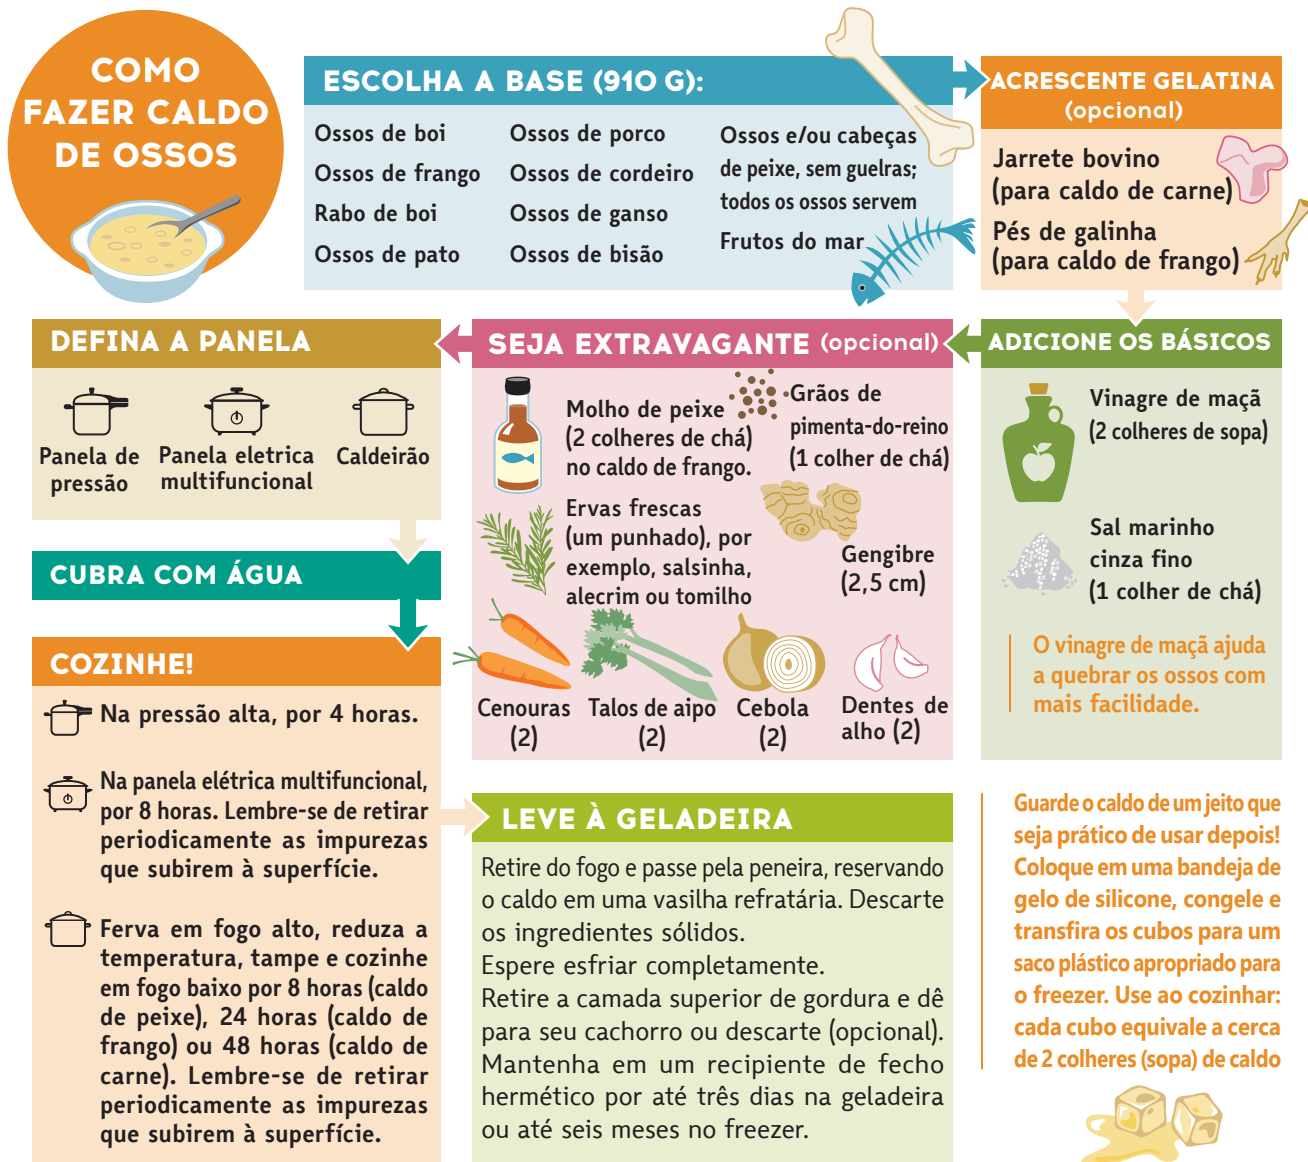 COMO
FAZER CALDO
DE OSSOS
ESCOLHA A BASE (910 G):
Ossos de boi
Ossos de frango
Rabo de boi
Ossos de pato
Ossos de porco
Ossos de cordeiro
Ossos de ganso
Ossos de bisão
Ossos e/ou cabeças
de peixe, sem guelras;
todos os ossos servem
Frutos do mar
ACRESCENTE GELATINA
(opcional)
Jarrete bovino
(para caldo de carne)
Pés de galinha
(para caldo de frango)
ADICIONE OS BÁSICOS
Vinagre de maçã
(2 colheres de sopa)
Sal marinho
cinza fino
(1 colher de chá)
O vinagre de maçã ajuda
a quebrar os ossos com
mais facilidade.
SEJA EXTRAVAGANTE (opcional)
Molho de peixe
(2 colheres de chá)
no caldo de frango.
Grãos de
pimenta-do-reino
(1 colher de chá)
Ervas frescas
(um punhado), por
exemplo, salsinha,
alecrim ou tomilho
Gengibre
(2,5 cm)
Cenouras
(2)
Talos de aipo
(2)
Cebola
(2)
Dentes de
alho (2)
DEFINA A PANELA
Panela de
pressão
Panela eletrica
multifuncional
Caldeirão
CUBRA COM ÁGUA
COZINHE!
Na pressão alta, por 4 horas.
Na panela elétrica multifuncional,
por 8 horas. Lembre-se de retirar
periodicamente as impurezas
que subirem à superfície.
Ferva em fogo alto, reduza a
temperatura, tampe e cozinhe
em fogo baixo por 8 horas (caldo
de peixe), 24 horas (caldo de
frango) ou 48 horas (caldo de
carne). Lembre-se de retirar
periodicamente as impurezas
que subirem à superfície.
LEVE À GELADEIRA
Retire do fogo e passe pela peneira, reservando
o caldo em uma vasilha refratária. Descarte
os ingredientes sólidos.
Espere esfriar completamente.
Retire a camada superior de gordura e dê
para seu cachorro ou descarte (opcional).
Mantenha em um recipiente de fecho
hermético por até três dias na geladeira
ou até seis meses no freezer.
Guarde o caldo de um jeito que
seja prático de usar depois!
Coloque em uma bandeja de
gelo de silicone, congele e
transfira os cubos para um
saco plástico apropriado para
o freezer. Use ao cozinhar:
cada cubo equivale a cerca
de 2 colheres (sopa) de caldo